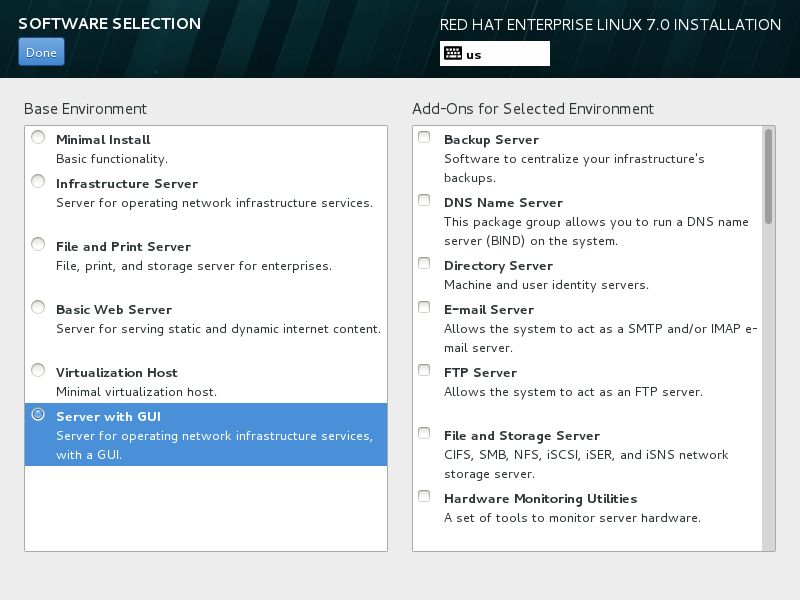 SOFTWARE SELECTION
Done
RED HAT ENTERPRISE LINUX 7.0 INSTALLATION
us
Base Environment
Minimal Install
Basic functionality.
Infrastructure Server
Server for operating network infrastructure services.
File and Print Server
File, print, and storage server for enterprises.
Basic Web Server
Server for serving static and dynamic internet content.
Virtualization Host
Minimal virtualization host.
Server with GUI
Server for operating network infrastructure services,
with a GUI.
Add-Ons for Selected Environment
Backup Server
Software to centralize your infrastructure's
backups.
DNS Name Server
This package group allows you to run a DNS name
server (BIND) on the system.
Directory Server
Machine and user identity servers.
E-mail Server
Allows the system to act as a SMTP and/or IMAP e-
mail server.
FTP Server
Allows the system to act as an FTP server.
File and Storage Server
CIFS, SMB, NFS, iSCSI, iSER, and iSNS network
storage server.
Hardware Monitoring Utilities
A set of tools to monitor server hardware.